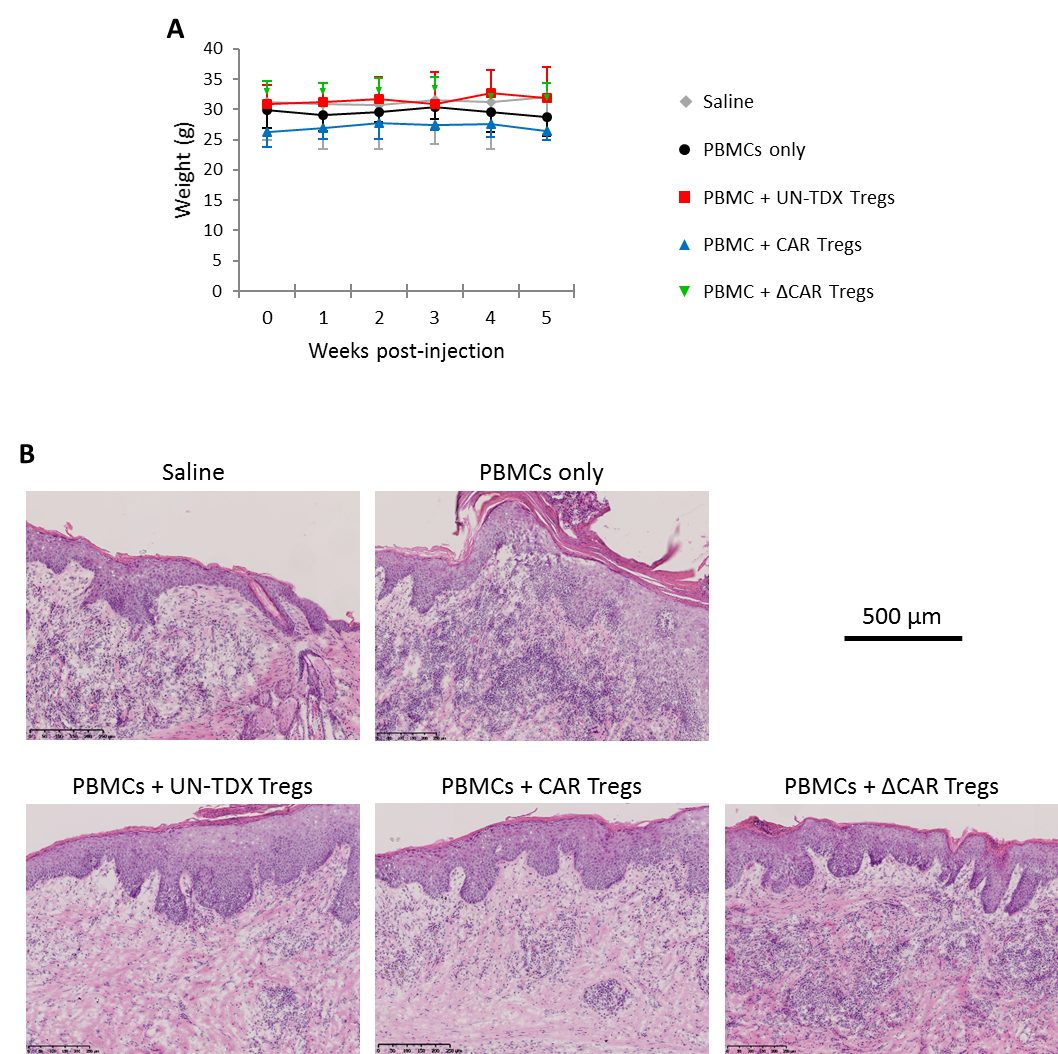 A
40
35
30
25
20
15
10
5
0
Weight (g)
0 1 2 3 4 5
Weeks post-injection
Saline
PBMCs only
PBMC + UN-TDX Tregs
PBMC + CAR Tregs
PBMC + ΔCAR Tregs
B
Saline
PBMCs only
500 µm
PBMCs + UN-TDX Tregs
PBMCs + CAR Tregs
PBMCs + ΔCAR Tregs